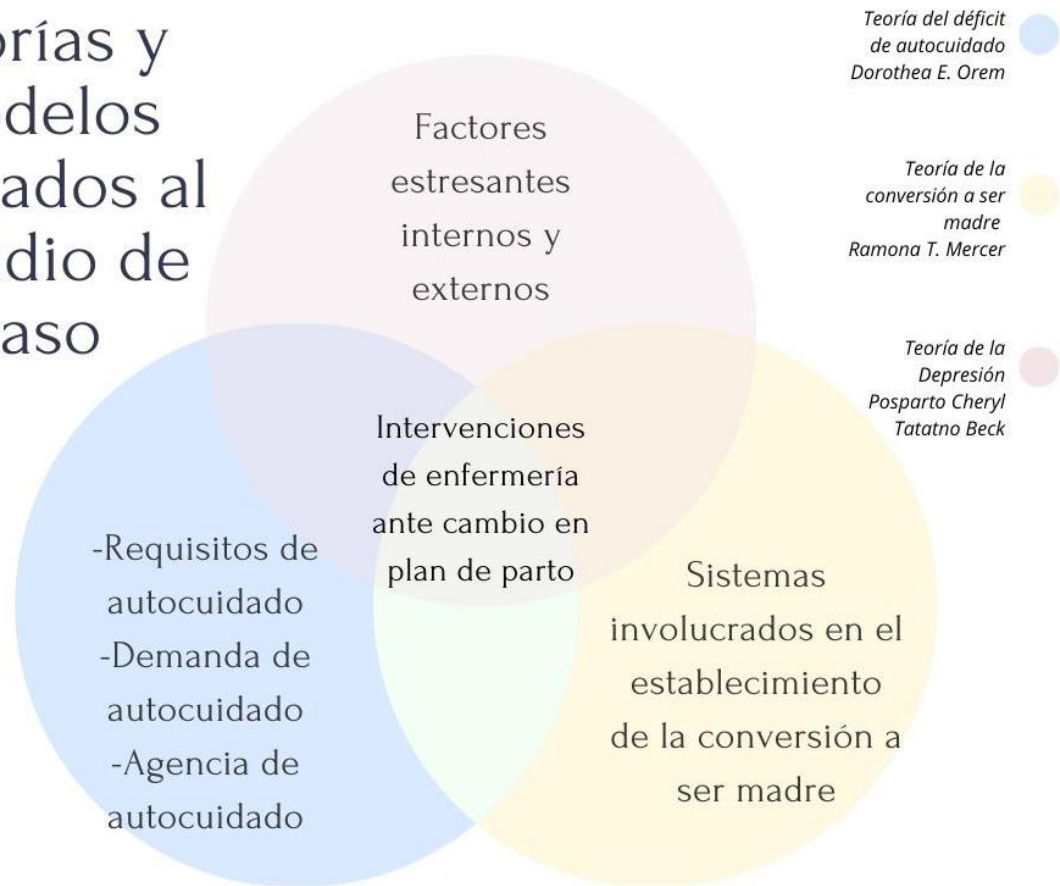 orías y
delos
ados al
dio de
aso
Factores
estresantes
internos y
externos
Intervenciones
de enfermería
ante cambio en
plan de parto
-Requisitos de
autocuidado
-Demanda de
autocuidado
-Agencia de
autocuidado
Sistemas
involucrados en el
establecimiento
de la conversión a
ser madre
Teoría del déficit
de autocuidado
Dorothea E. Orem
Teoría de la
conversión a ser
madre
Ramona T. Mercer
Teoría de la
Depresión
Posparto Cheryl
Tatatno Beck